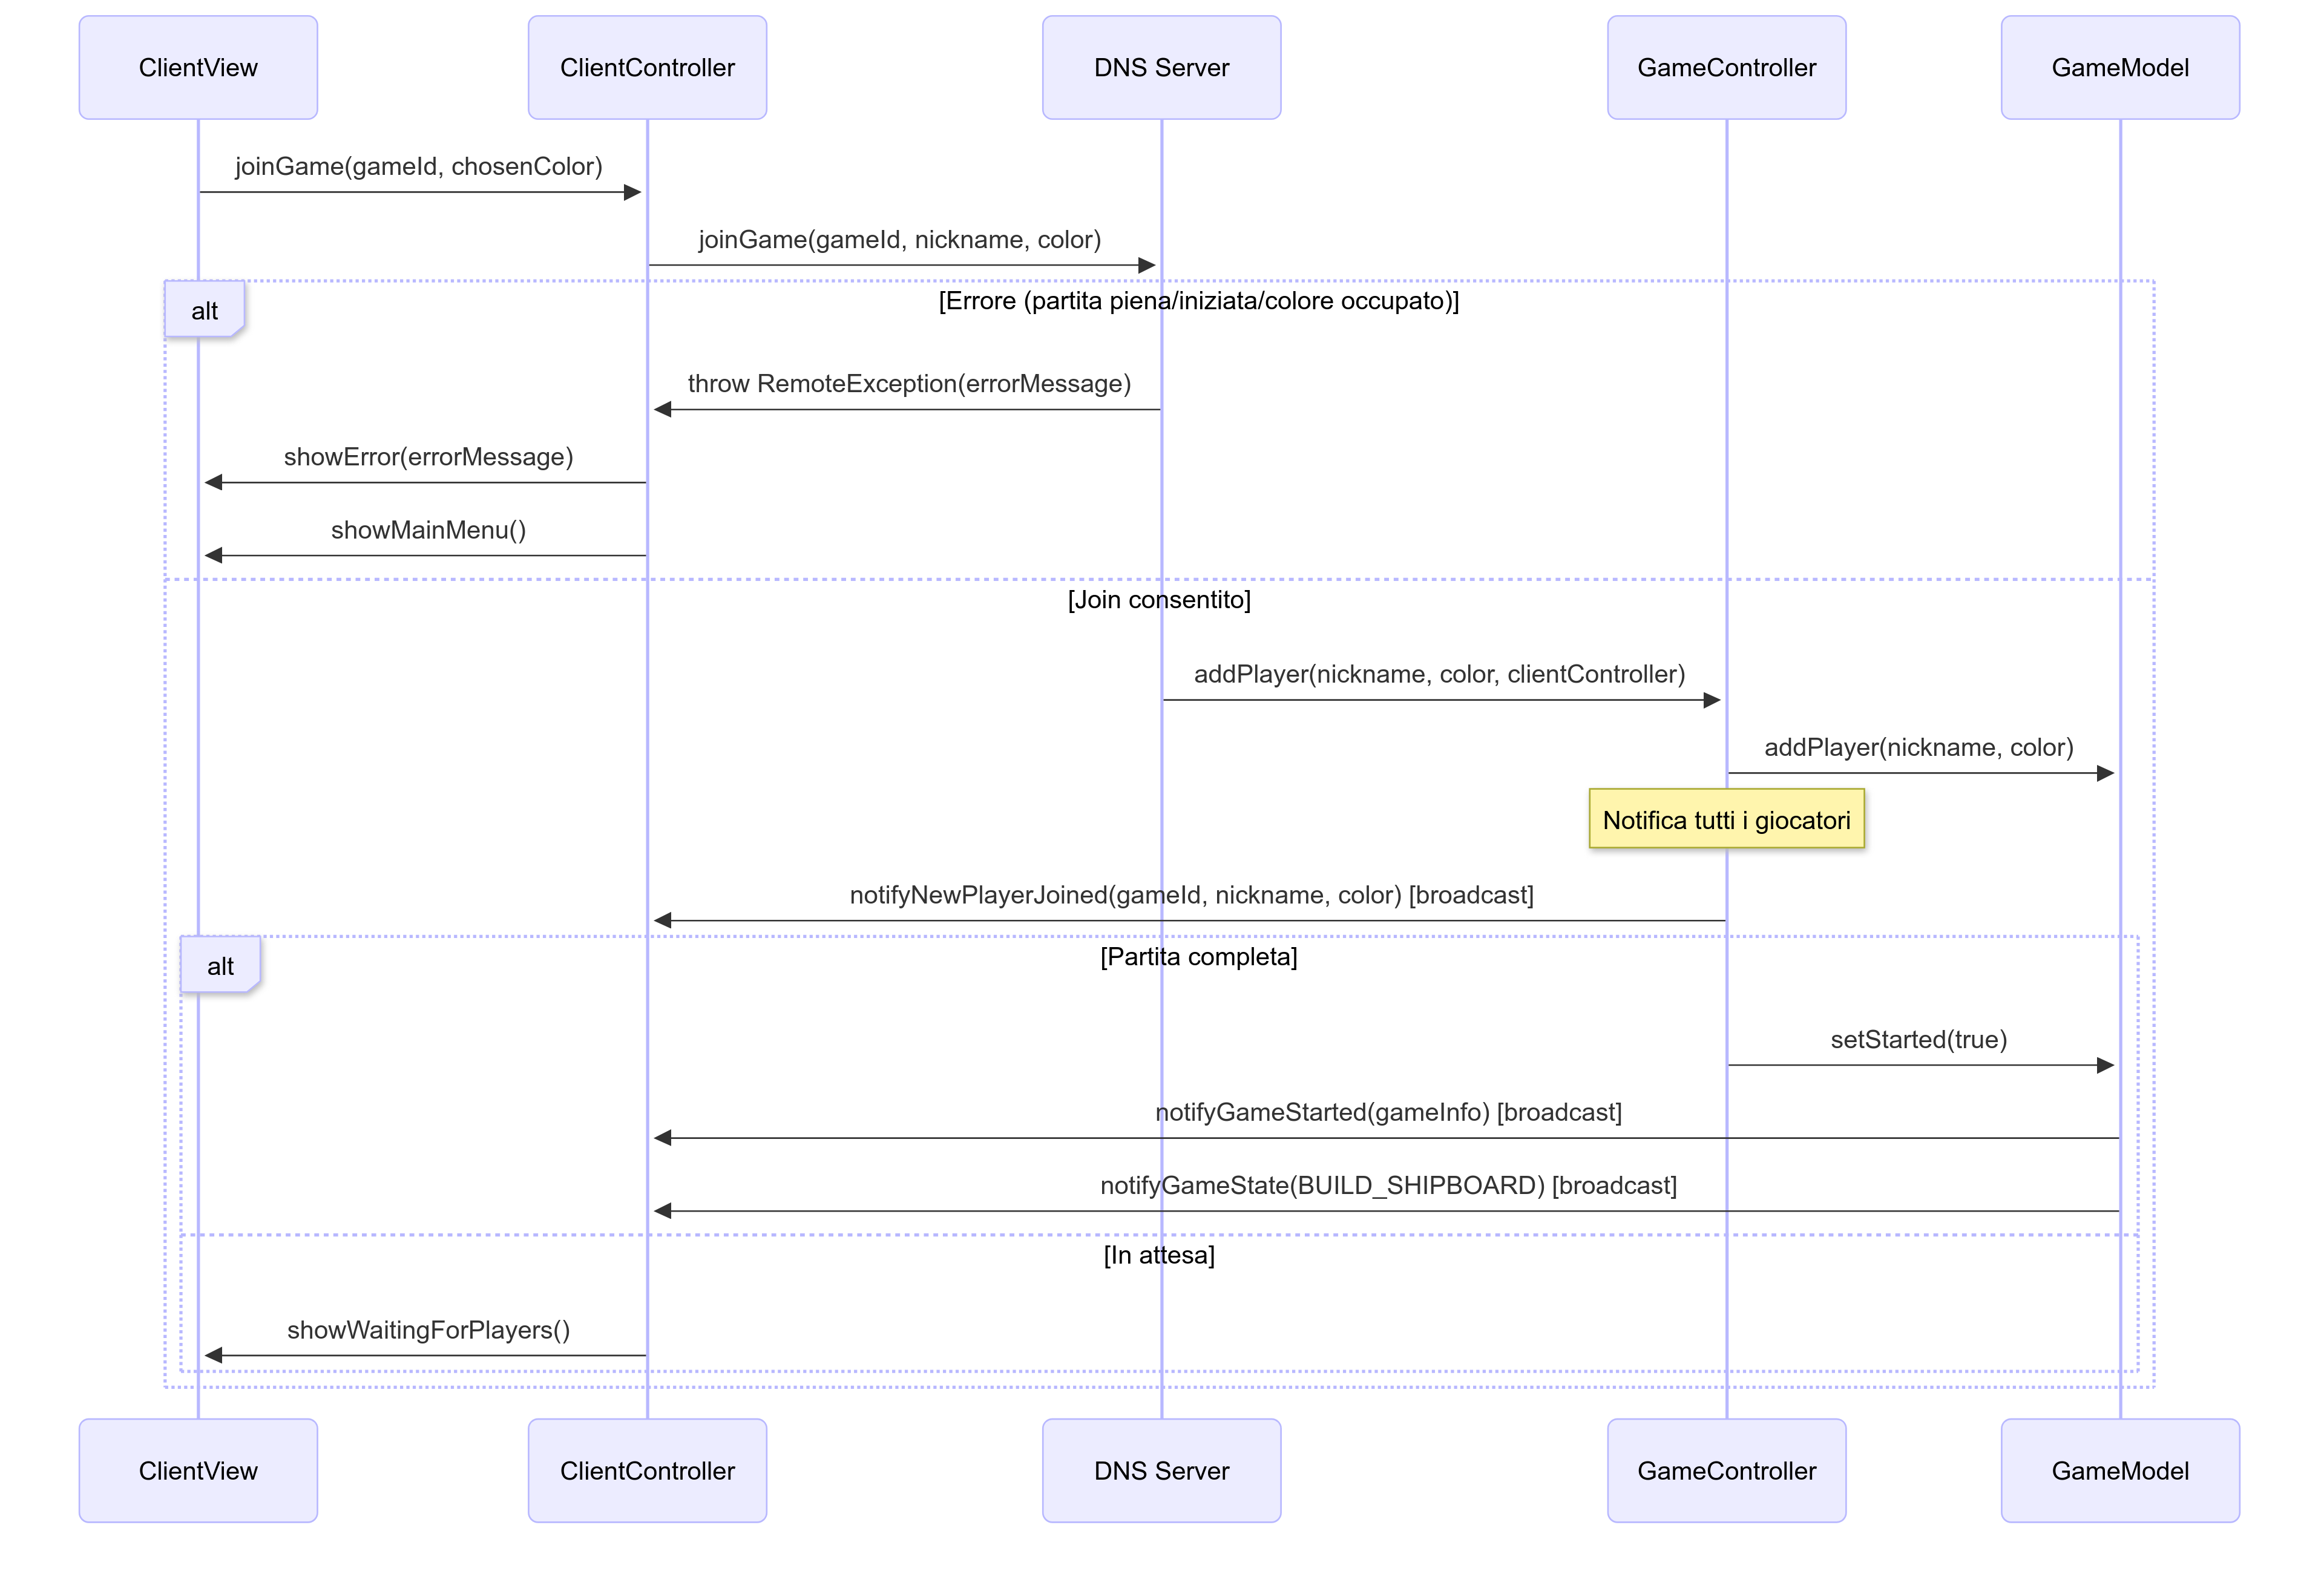 ClientView
ClientController
DNS Server
GameController
GameModel
joinGame(gameId, chosenColor)
joinGame(gameId, nickname, color)
alt
[Errore (partita piena/iniziata/colore occupato)]
throw RemoteException(errorMessage)
showError(errorMessage)
showMainMenu()
[Join consentito]
addPlayer(nickname, color, clientController)
addPlayer(nickname, color)
Notifica tutti i giocatori
notifyNewPlayerJoined(gameId, nickname, color) [broadcast]
alt
[Partita completa]
setStarted(true)
notifyGameStarted(gameInfo) [broadcast]
notifyGameState(BUILD_SHIPBOARD) [broadcast]
[In attesa]
showWaitingForPlayers()
ClientView
ClientController
DNS Server
GameController
GameModel